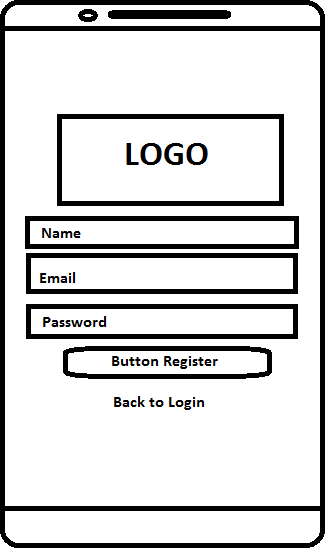 LOGO
Name
Email
Password
Button Register
Back to Login